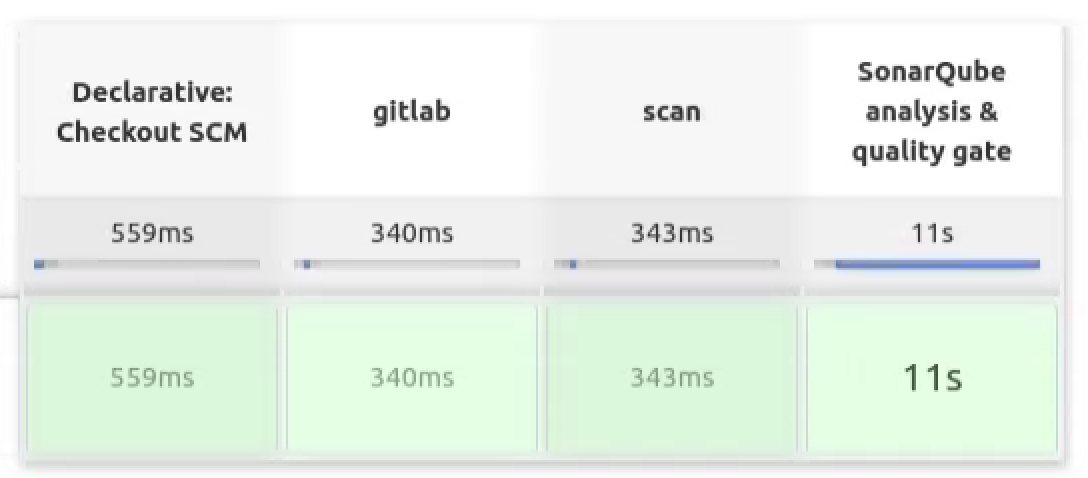 Declarative:
Checkout SCM
gitlab
scan
SonarQube
analysis &
quality gate
559ms
340ms
343ms
11s
559ms
340ms
343ms
11s